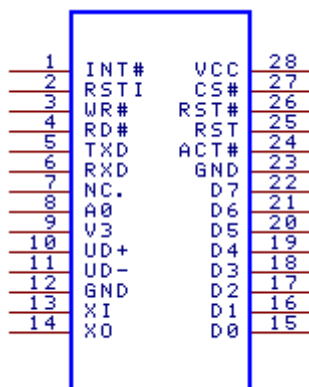 1 INT# VCC 28
2 RSTI CS# 27
3 WR# RST# 26
4 RD# RST 25
5 TXD ACT# 24
6 RXD GND 23
7 NC. D7 22
8 A0 D6 21
9 V3 D5 20
10 UD+ D4 19
11 UD- D3 18
12 GND D2 17
13 XI D1 16
14 XO D0 15